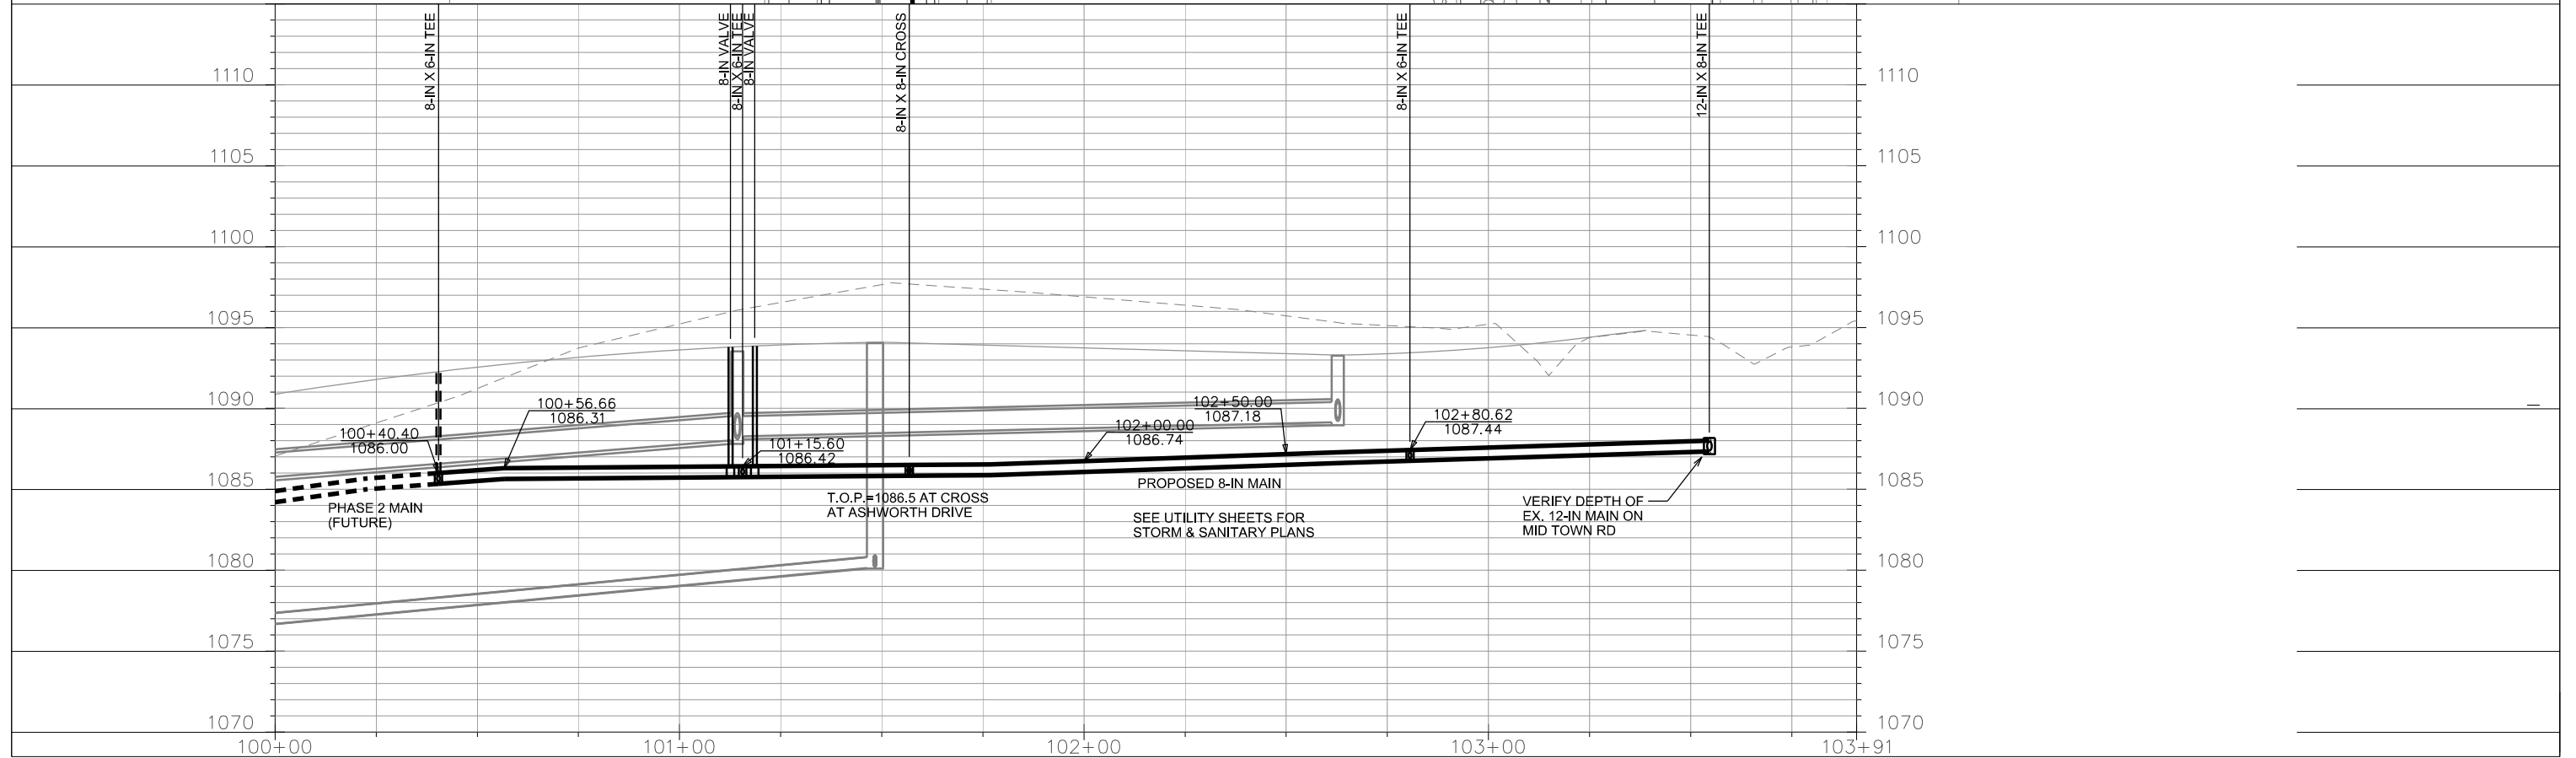 8-IN X 6-IN TEE
8-IN VALVE
8-IN X 6-IN TEE
8-IN VALVE
8-IN X 8-IN CROSS
8-IN X 6-IN TEE
12-IN X 8-IN TEE
1110
1110
1105
1105
1100
1100
1095
1095
1090
1090
1085
1085
1080
1080
1075
1075
1070
1070
100+40.40
1086.00
100+56.66
1086.31
101+15.60
1086.42
102+00.00
1086.74
102+50.00
1087.18
102+80.62
1087.44
PHASE 2 MAIN
(FUTURE)
T.O.P.=1086.5 AT CROSS
AT ASHWORTH DRIVE
PROPOSED 8-IN MAIN
SEE UTILITY SHEETS FOR
STORM & SANITARY PLANS
VERIFY DEPTH OF
EX. 12-IN MAIN ON
MID TOWN RD
100+00
101+00
102+00
103+00
103+91